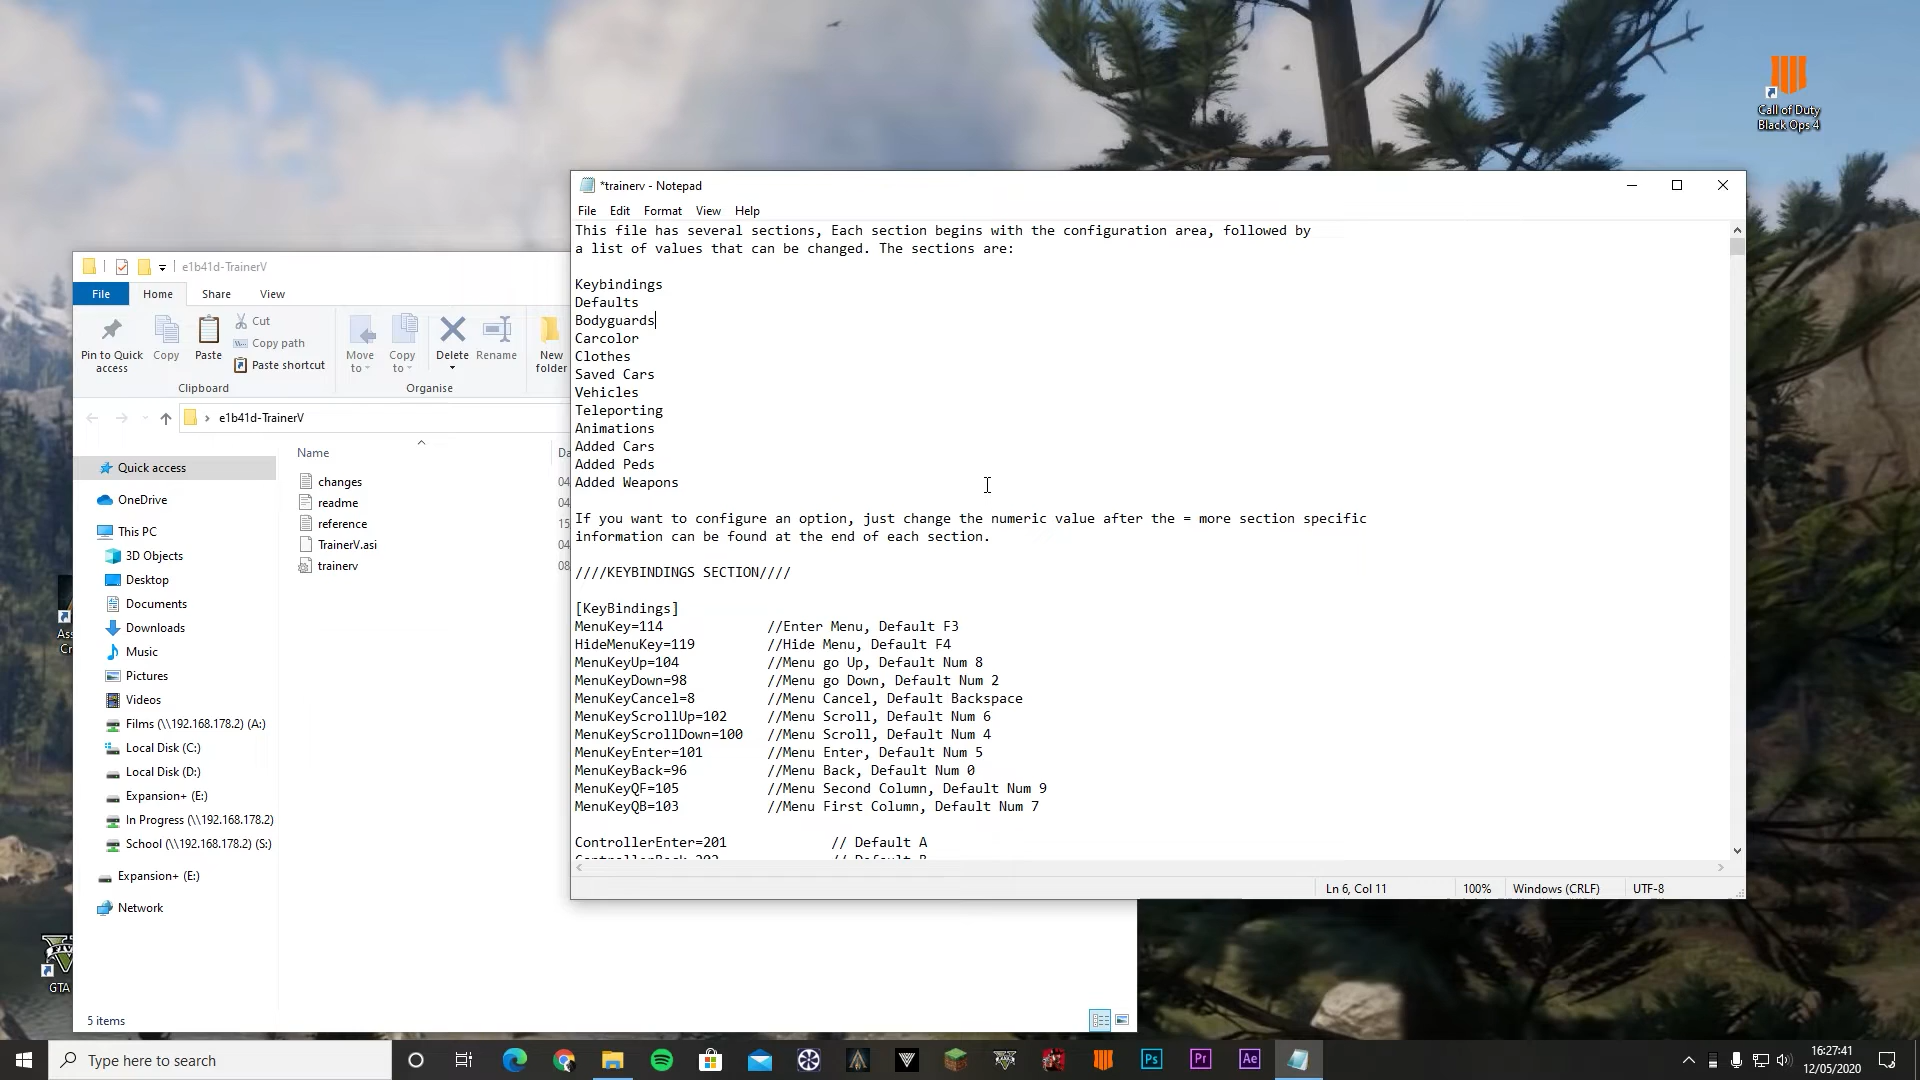 Call of Duty
Black Ops 4
*trainerv - Notepad
File Edit Format View Help
This file has several sections, Each section begins with the configuration area, followed by
a list of values that can be changed. The sections are:
Keybindings
Defaults
Bodyguards
Carcolor
Clothes
Saved Cars
Vehicles
Teleporting
Animations
Added Cars
Added Peds
Added Weapons
If you want to configure an option, just change the numeric value after the = more section specific
information can be found at the end of each section.
////KEYBINDINGS SECTION////
[KeyBindings]
MenuKey=114 //Enter Menu, Default F3
HideMenuKey=119 //Hide Menu, Default F4
MenuKeyUp=104 //Menu go Up, Default Num 8
MenuKeyDown=98 //Menu go Down, Default Num 2
MenuKeyCancel=8 //Menu Cancel, Default Backspace
MenuKeyScrollUp=102 //Menu Scroll, Default Num 6
MenuKeyScrollDown=100 //Menu Scroll, Default Num 4
MenuKeyEnter=101 //Menu Enter, Default Num 5
MenuKeyBack=96 //Menu Back, Default Num 0
MenuKeyQF=105 //Menu Second Column, Default Num 9
MenuKeyQB=103 //Menu First Column, Default Num 7
ControllerEnter=201 // Default A
Ln 6, Col 11 100% Windows (CRLF) UTF-8
e1b41d-TrainerV
File Home Share View
Pin to Quick
access
Copy
Paste
Cut
Copy path
Paste shortcut
Clipboard
Move
to
Copy
to
Delete
Rename
Organise
New
folder
e1b41d-TrainerV
Quick access
OneDrive
This PC
3D Objects
Desktop
Documents
Downloads
Music
Pictures
Videos
Films (\\192.168.178.2) (A:)
Local Disk (C:)
Local Disk (D:)
Expansion+ (E:)
In Progress (\\192.168.178.2)
School (\\192.168.178.2) (S:)
Expansion+ (E:)
Network
Name Da
changes 04
readme 04
reference 15
TrainerV.asi 04
trainerv 08
5 items
Ass
Cr
GTA
Type here to search
Ps
Pr
Ae
16:27:41
12/05/2020